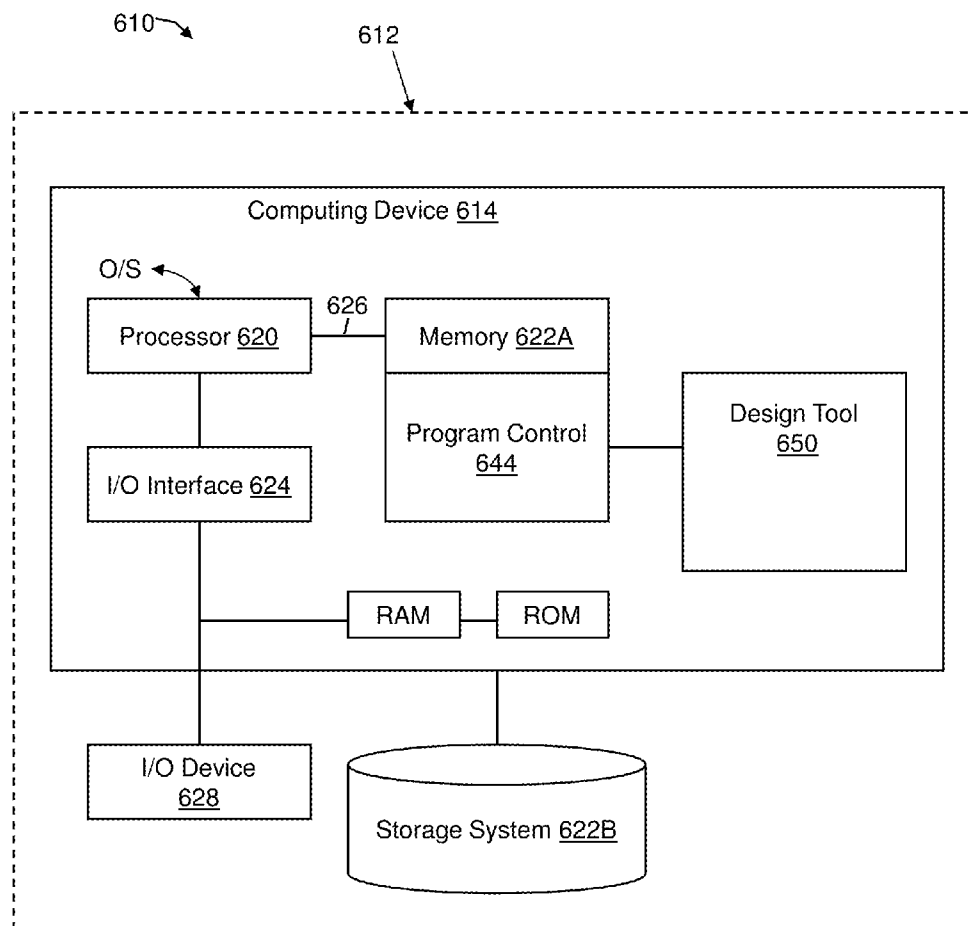 610
612
Computing Device 614
O/S
626
Processor 620
Memory 622A
Design Tool
650
Program Control
644
I/O Interface 624
RAM
ROM
I/O Device
628
Storage System 622B